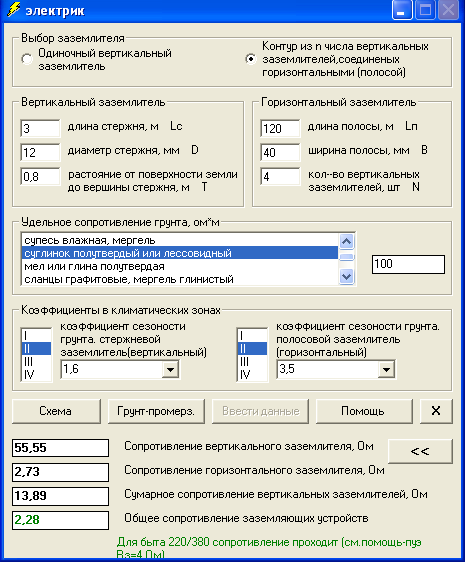 электрик
Выбор заземлителя
Одиночный вертикальный
заземлитель
Контур из n числа вертикальных
заземлителей,соединеных
горизонтальными (полосой)
Вертикальный заземлитель
3 длина стержня, м Lc
12 диаметр стержня, мм D
0,8 растояние от поверхности земли
до вершины стержня, м T
Горизонтальный заземлитель
120 длина полосы, м Lп
40 ширина полосы, мм B
4 кол--во вертикальных
заземлителей, шт N
Удельное сопротивление грунта, ом*м
супесь влажная, мергель
суглинок полутвердый или лессовидный
мел или глина полутвердая
сланцы графитовые, мергель глинистый
100
Коэффициенты в климатических зонах
I
II
III
IV
коэффициент сезоности
грунта. стержневой
заземлитель(вертикальный)
1,6
I
II
III
IV
коэффициент сезоности грунта.
полосовой заземлитель
(горизонтальный)
3,5
Схема Грунт-промерз. Ввести данные Помощь X
55,55 Сопротивление вертикального заземлителя, Ом <<
2,73 Сопротивление горизонтального заземлителя, Ом
13,89 Сумарное сопротивление вертикальных заземлителей, Ом
2,28 Общее сопротивление заземляющих устройств
Для быта 220/380 сопротивление проходит (см.помощь-пуэ
Rз=4 Ом)